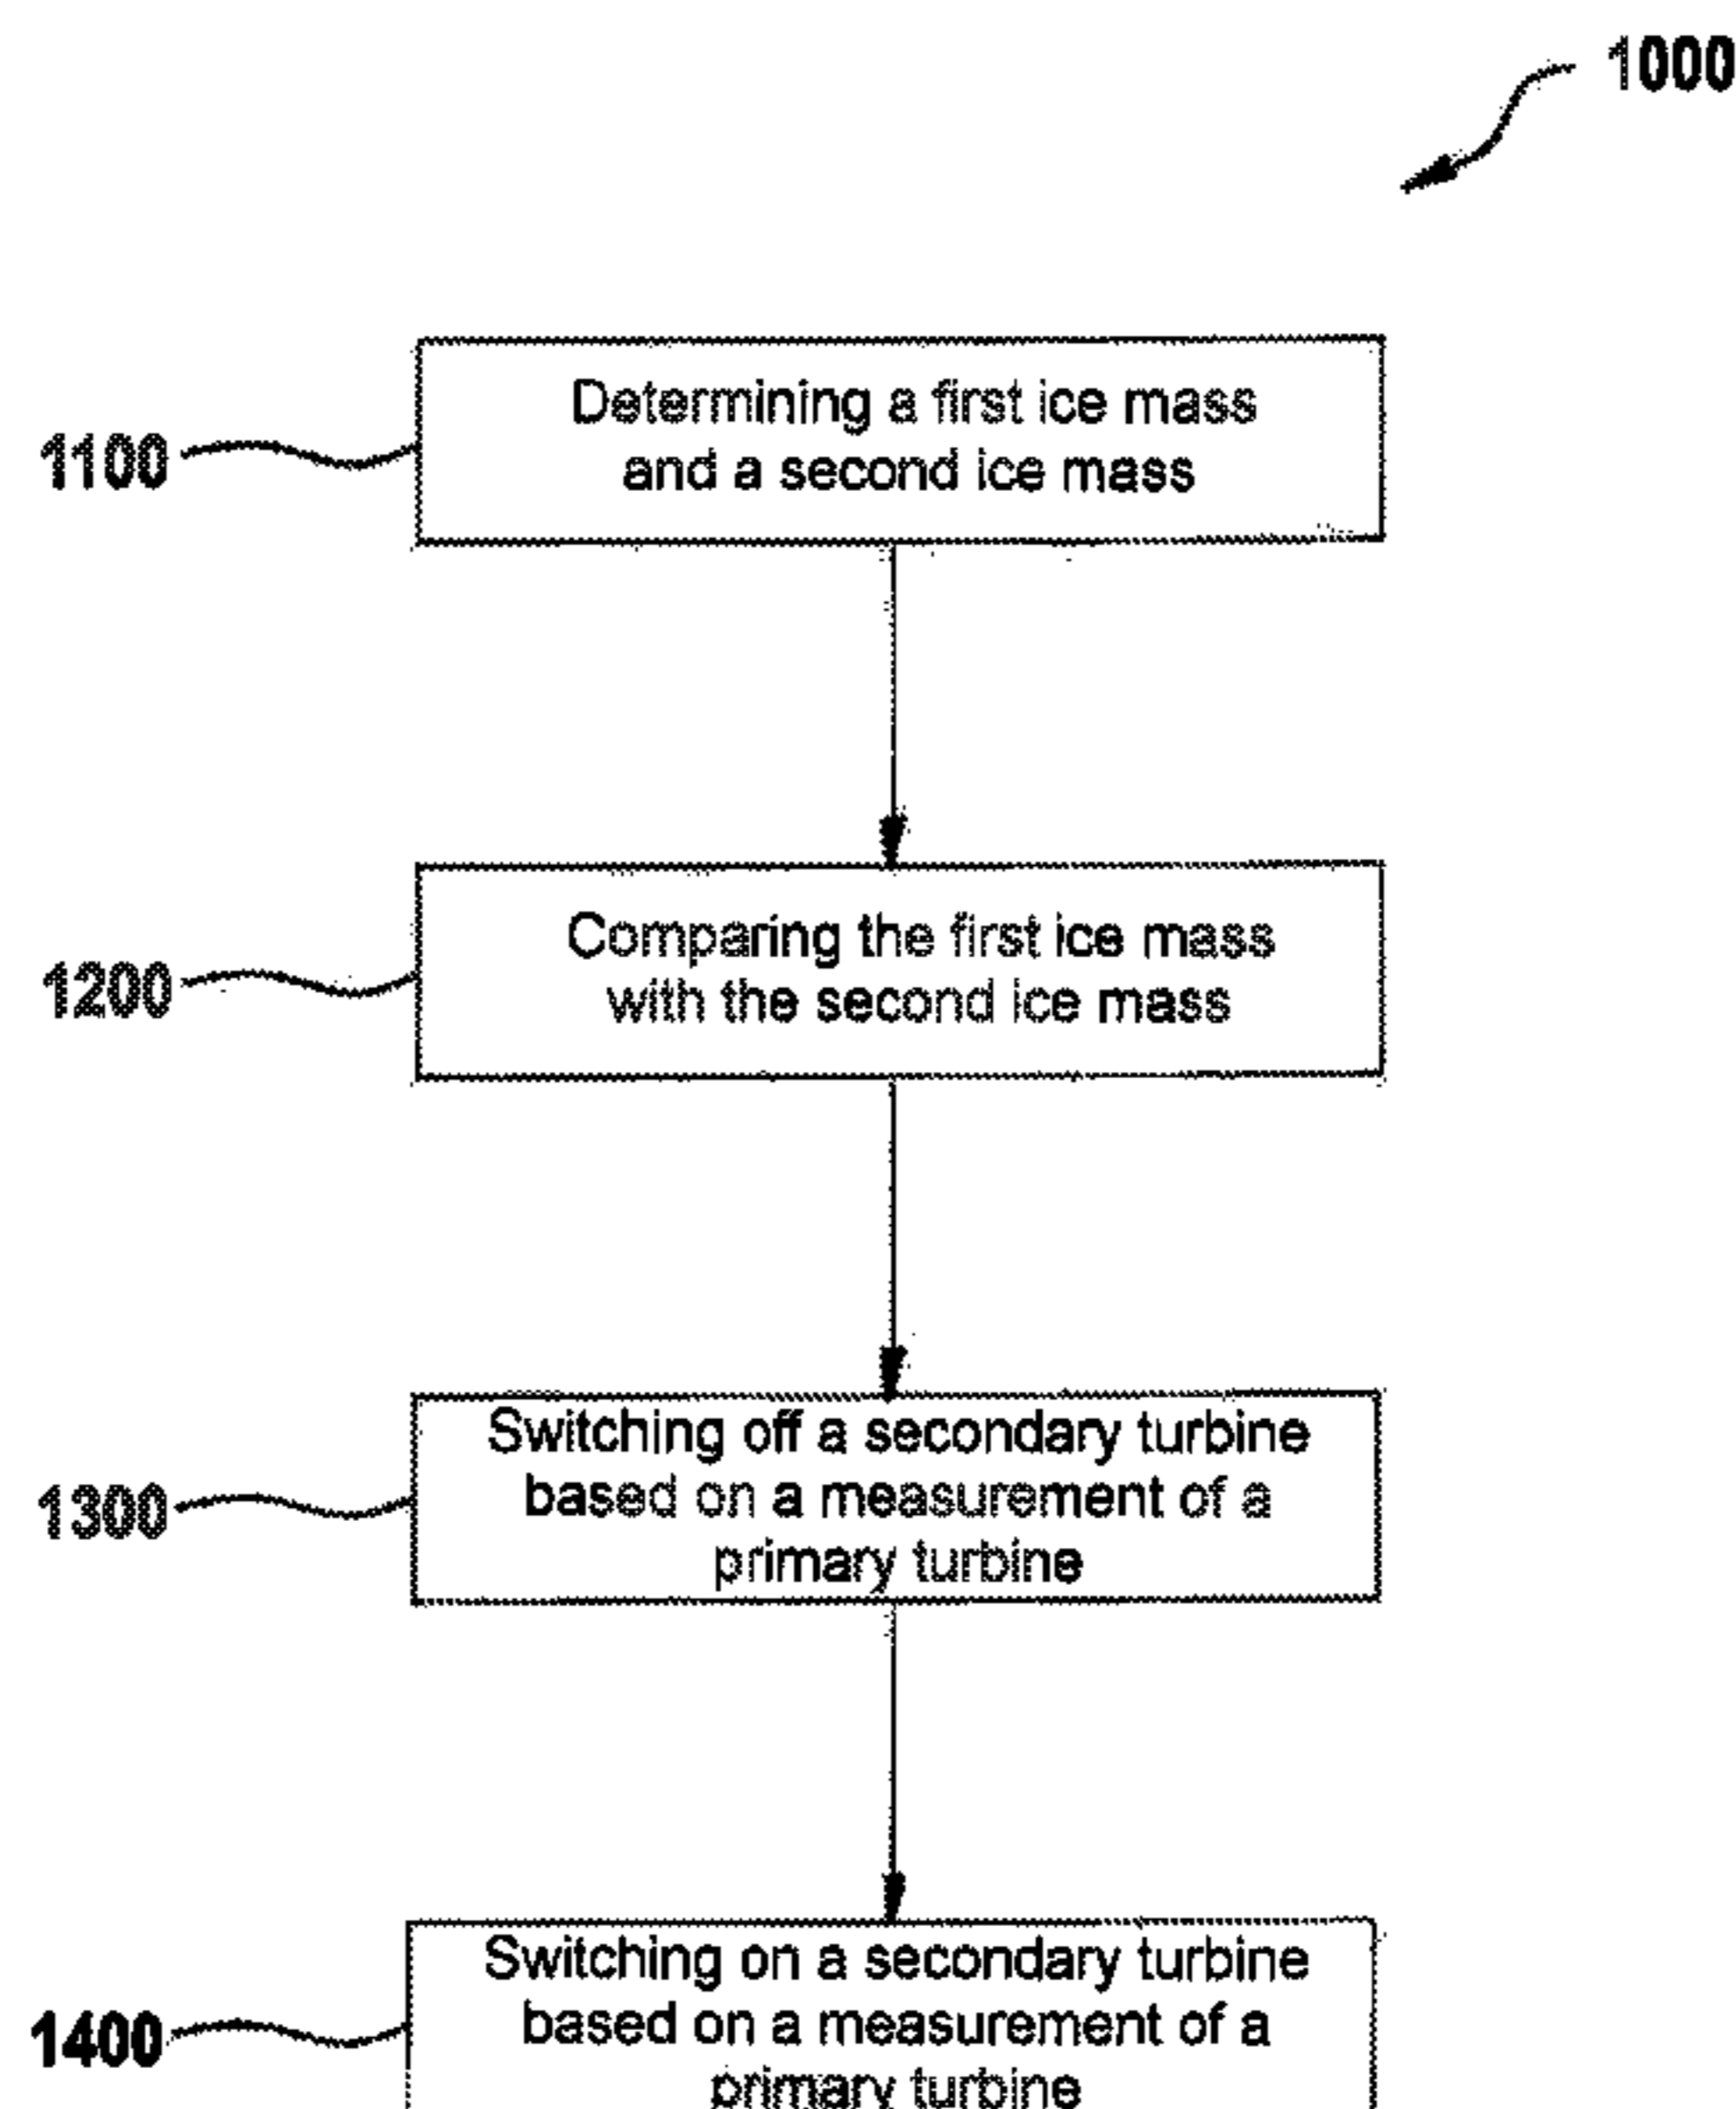 1000
Determining a first ice mass
and a second ice mass
1100
Comparing the first ice mass
with the second ice mass
1200
Switching off a secondary turbine
based on a measurement of a
primary turbine
1300
Switching on a secondary turbine
based on a measurement of a
primary turbine
1400